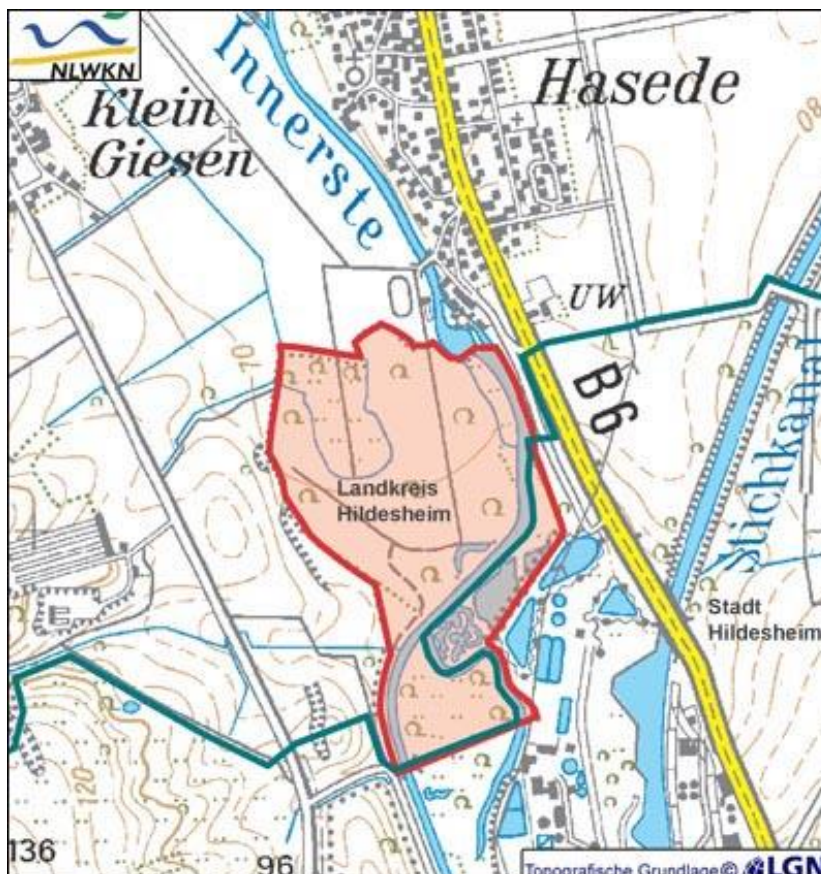 NLWKN
Innerste
Hasede
Klein
Giesen
UW
80
B6
70
Stichkanal
Landkreis
Hildesheim
Stadt
Hildesheim
120
136
96
Topografische Grundlage © LGN